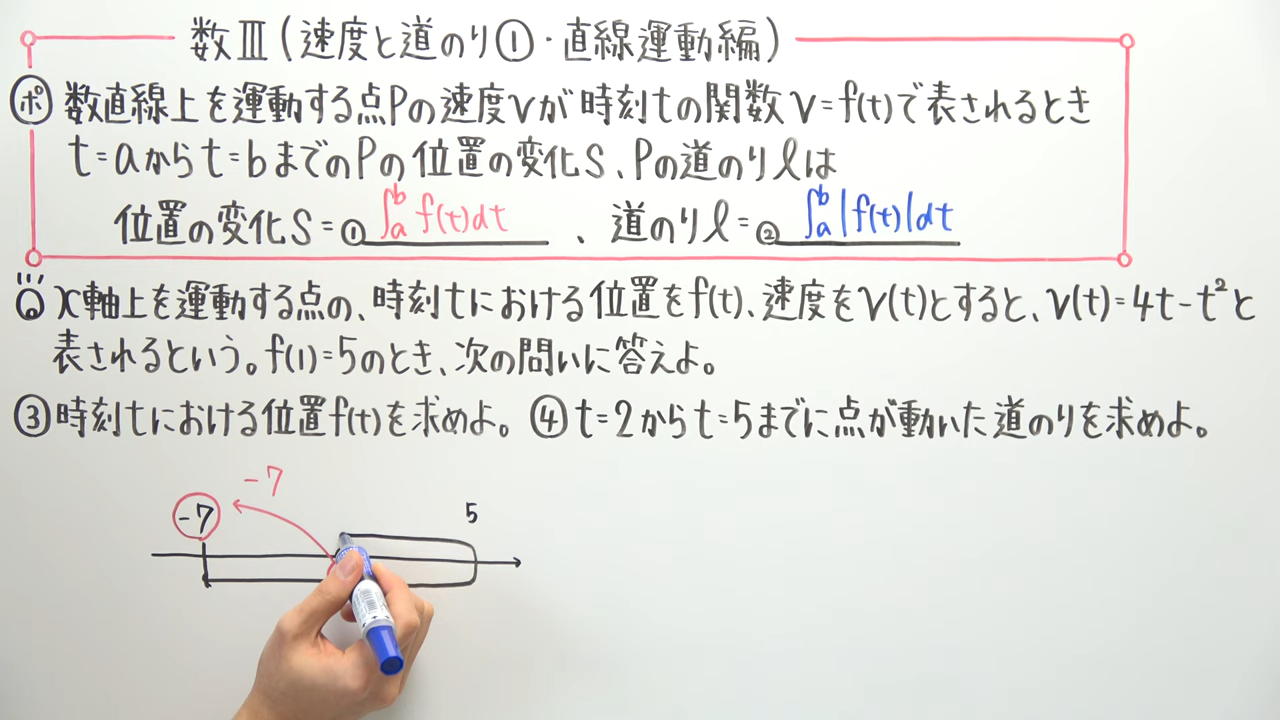 数Ⅲ(速度と道のり①・直線運動編)
ポ 数直線上を運動する点Pの速度vが時刻tの関数v=f(t)で表されるとき
t=aからt=bまでのPの位置の変化s、Pの道のりℓは
位置の変化s=① ∫_a^b f(t)dt 、道のりℓ=② ∫_a^b |f(t)|dt
Q x軸上を運動する点の、時刻tにおける位置をf(t)、速度をv(t)とすると、v(t)=4t-t²と
表されるという。f(1)=5のとき、次の問いに答えよ。
③時刻tにおける位置f(t)を求めよ。 ④t=2からt=5までに点が動いた道のりを求めよ。
-7
-7 5